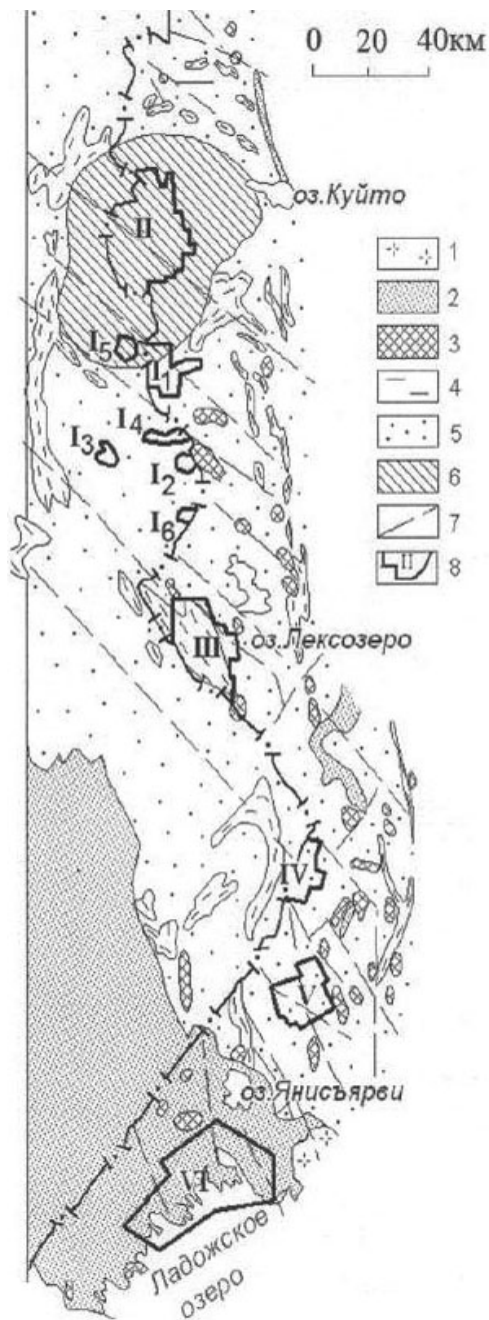 0 20 40км
оз.Куйто
II
1
2
3
I5
I1
4
I4
5
I3
I2
6
I6
7
II 8
оз.Лексозеро
III
IV
V
оз.Янисъярви
VI
Ладожское
озеро